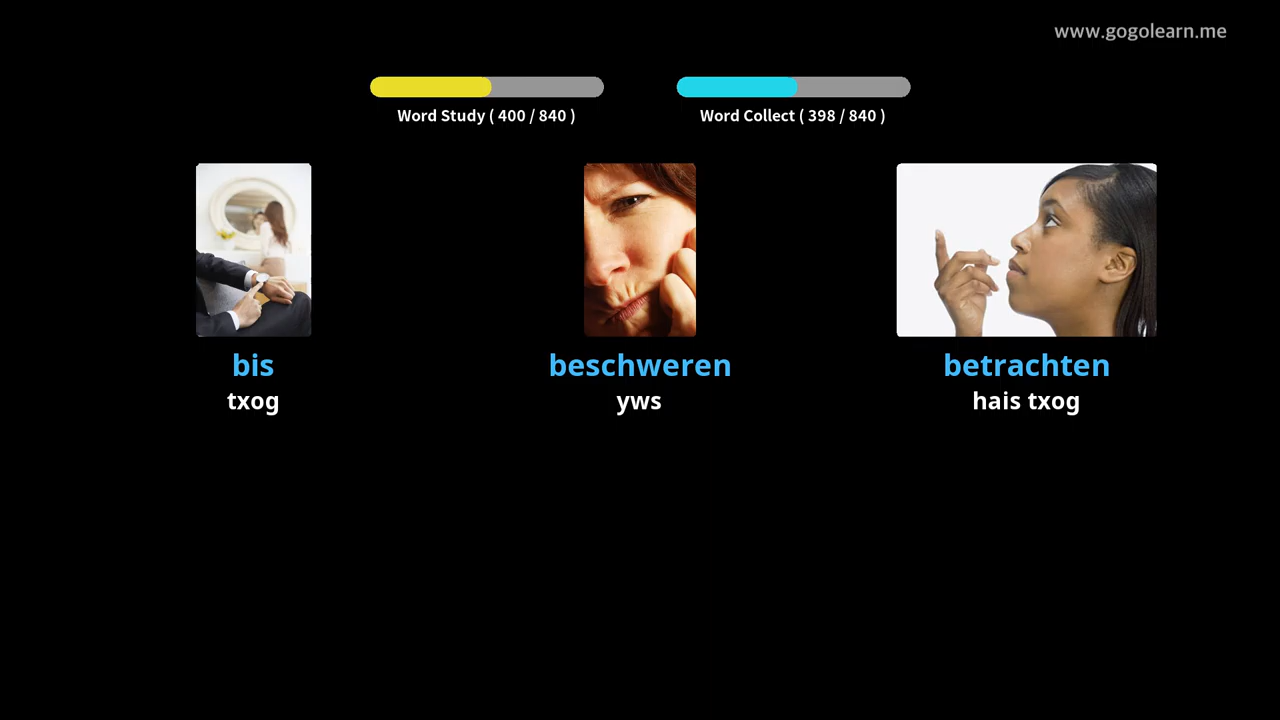 www.gogolearn.me
Word Study ( 400 / 840 )
Word Collect ( 398 / 840 )
bis
txog
beschweren
yws
betrachten
hais txog